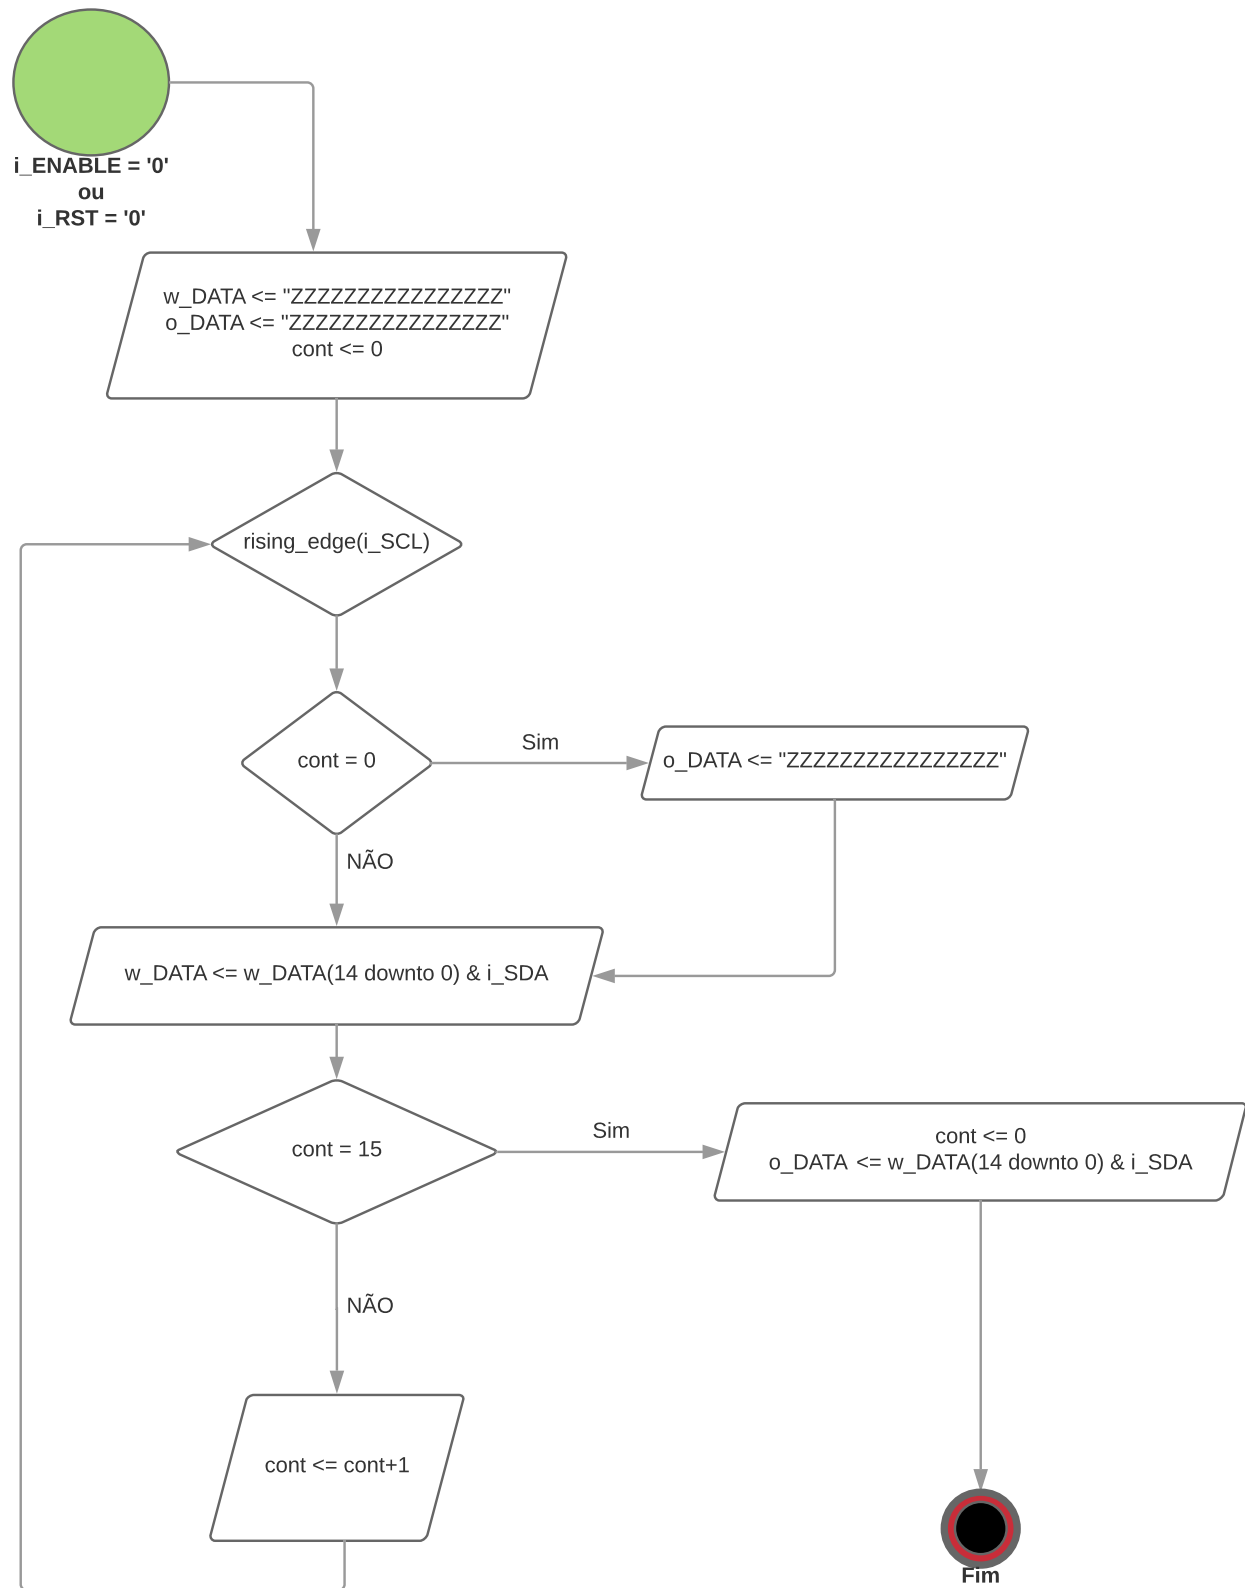 i_ENABLE = '0'
ou
i_RST = '0'
w_DATA <= "ZZZZZZZZZZZZZZZZ"
o_DATA <= "ZZZZZZZZZZZZZZZZ"
cont <= 0
rising_edge(i_SCL)
cont = 0
Sim
o_DATA <= "ZZZZZZZZZZZZZZZZ"
NÃO
w_DATA <= w_DATA(14 downto 0) & i_SDA
cont = 15
Sim
cont <= 0
o_DATA <= w_DATA(14 downto 0) & i_SDA
NÃO
cont <= cont+1
Fim